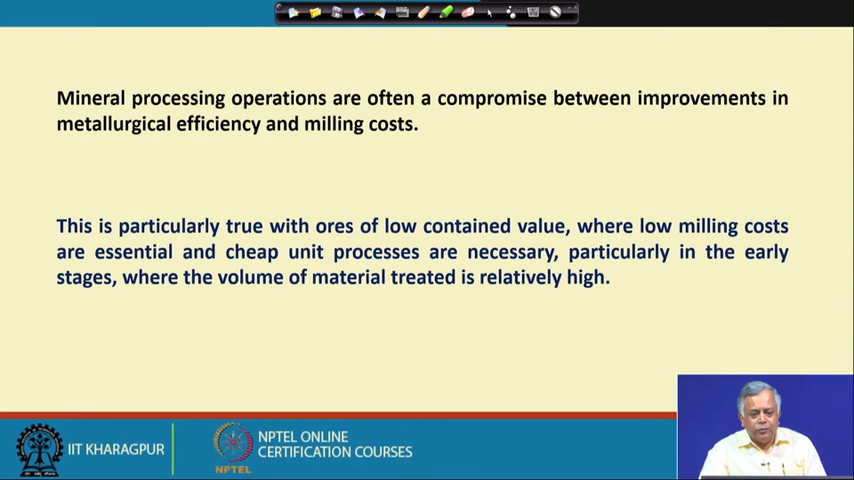 Mineral processing operations are often a compromise between improvements in
metallurgical efficiency and milling costs.
This is particularly true with ores of low contained value, where low milling costs
are essential and cheap unit processes are necessary, particularly in the early
stages, where the volume of material treated is relatively high.
IIT KHARAGPUR
NPTEL
NPTEL ONLINE
CERTIFICATION COURSES